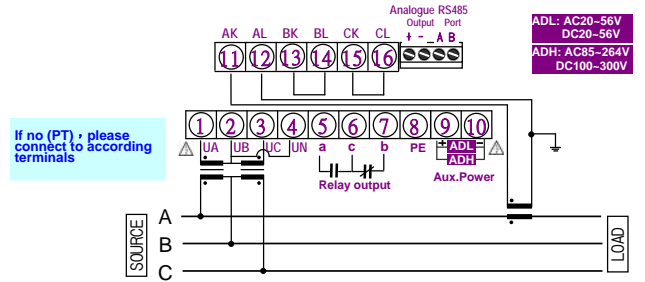 Analogue RS485
Output Port
+ - A B
AK AL BK BL CK CL
11 12 13 14 15 16
ADL: AC20~56V
DC20~56V
ADH: AC85~264V
DC100~300V
1 2 3 4 5 6 7 8 9 10
UA UB UC UN a c b PE + ADL -
ADH
Relay output
Aux.Power
If no (PT)，please
connect to according
terminals
SOURCE
A
B
C
LOAD